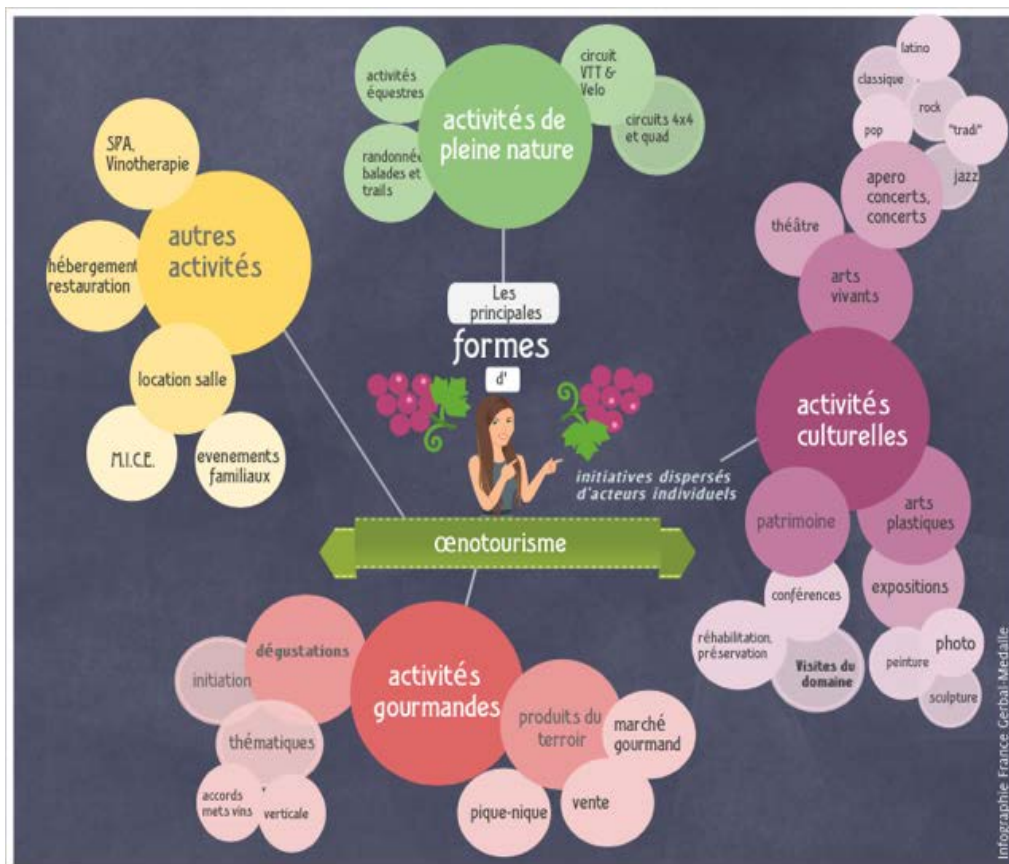 Les
principales
formes
d'
œnotourisme
initiatives dispersés
d'acteurs individuels
activités de
pleine nature
activités
équestres
randonnée
balades et
trails
circuit
VTT &
Velo
circuits 4x4
et quad
autres
activités
SPA,
Vinotherapie
hébergement
restauration
location salle
M.I.C.E.
evenements
familiaux
activités
culturelles
arts
vivants
théâtre
apero
concerts,
concerts
latino
classique
rock
pop
"tradi"
jazz
patrimoine
conférences
réhabilitation,
préservation
Visites du
domaine
arts
plastiques
expositions
peinture
photo
sculpture
activités
gourmandes
dégustations
initiation
thématiques
accords
mets vins
verticale
produits du
terroir
marché
gourmand
vente
pique-nique
Infographie France Gerbal-Medalle